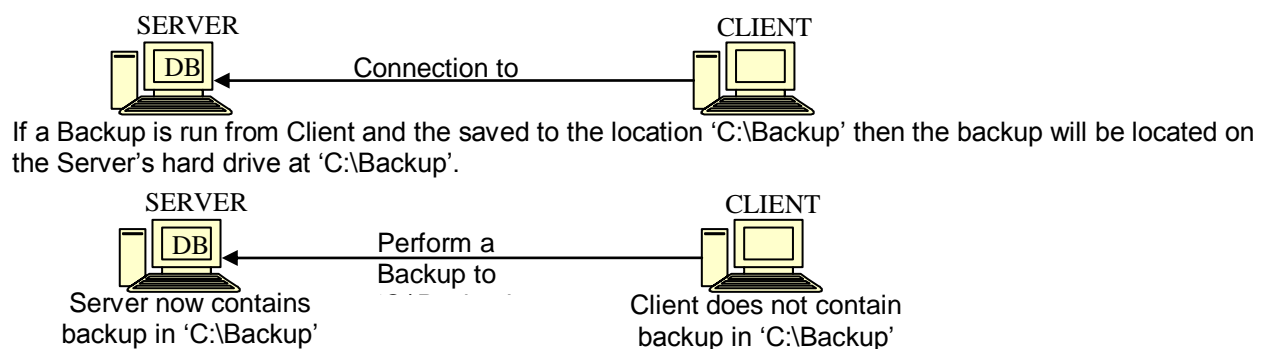 SERVER CLIENT
DB Connection to
If a Backup is run from Client and the saved to the location ‘C:\Backup’ then the backup will be located on
the Server’s hard drive at ‘C:\Backup’.
SERVER CLIENT
DB Perform a
Backup to
Server now contains Client does not contain
backup in ‘C:\Backup’ backup in ‘C:\Backup’